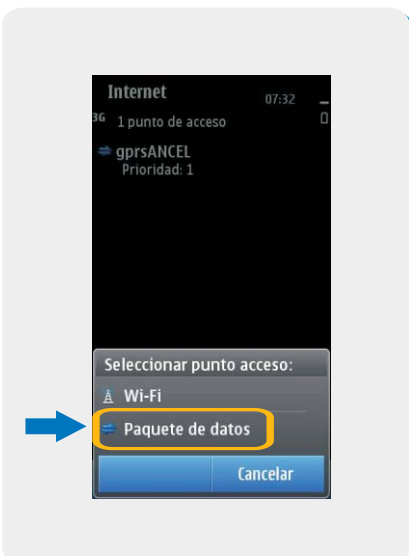 Internet
07:32
3G 1 punto de acceso
gprsANCEL
Prioridad: 1
Seleccionar punto acceso:
Wi-Fi
Paquete de datos
Cancelar